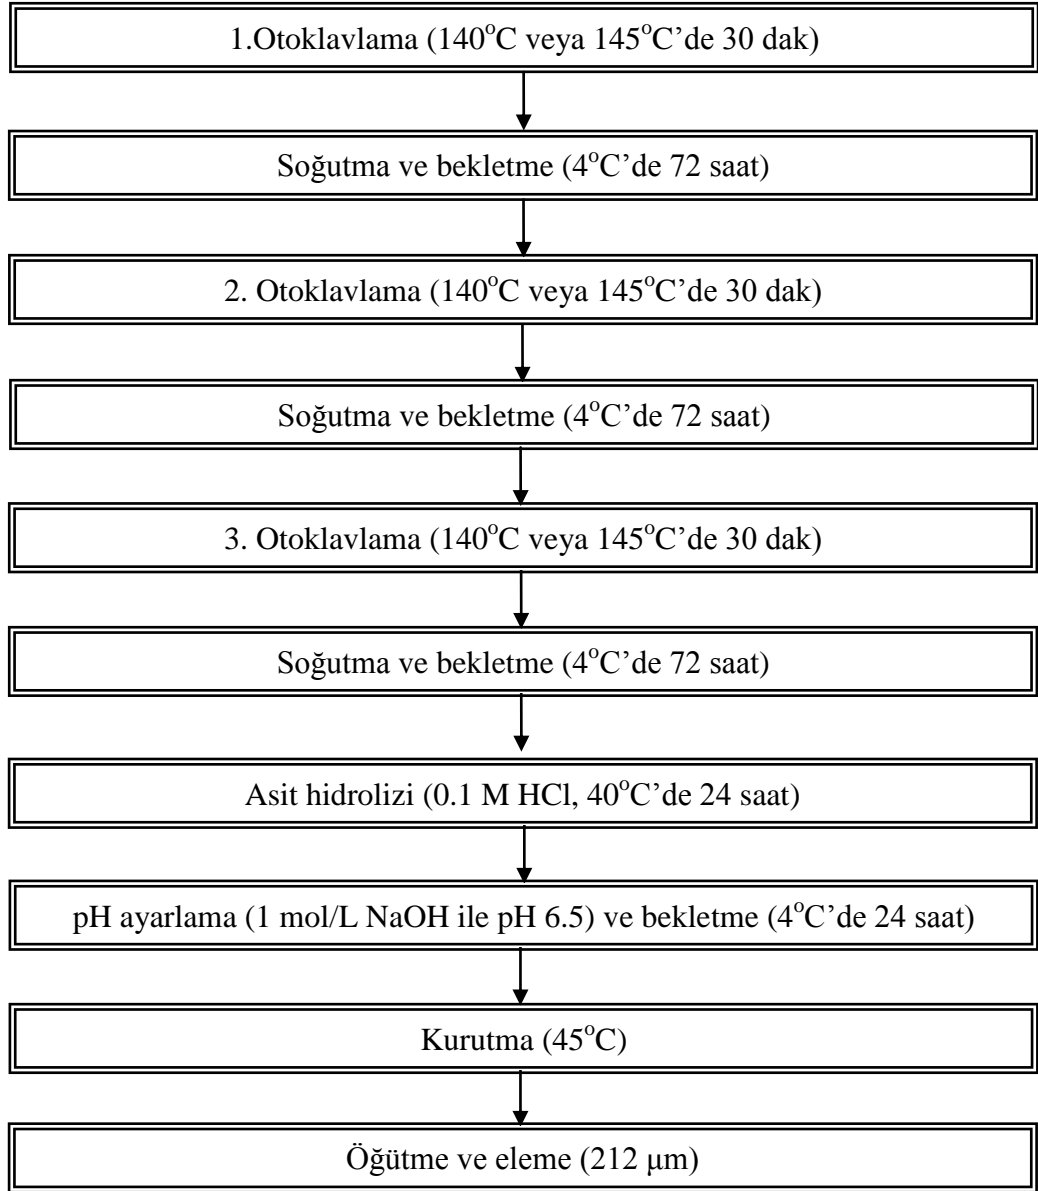 1.Otoklavlama (140°C veya 145°C’de 30 dak)
Soğutma ve bekletme (4°C’de 72 saat)
2. Otoklavlama (140°C veya 145°C’de 30 dak)
Soğutma ve bekletme (4°C’de 72 saat)
3. Otoklavlama (140°C veya 145°C’de 30 dak)
Soğutma ve bekletme (4°C’de 72 saat)
Asit hidrolizi (0.1 M HCl, 40°C’de 24 saat)
pH ayarlama (1 mol/L NaOH ile pH 6.5) ve bekletme (4°C’de 24 saat)
Kurutma (45°C)
Öğütme ve eleme (212 μm)